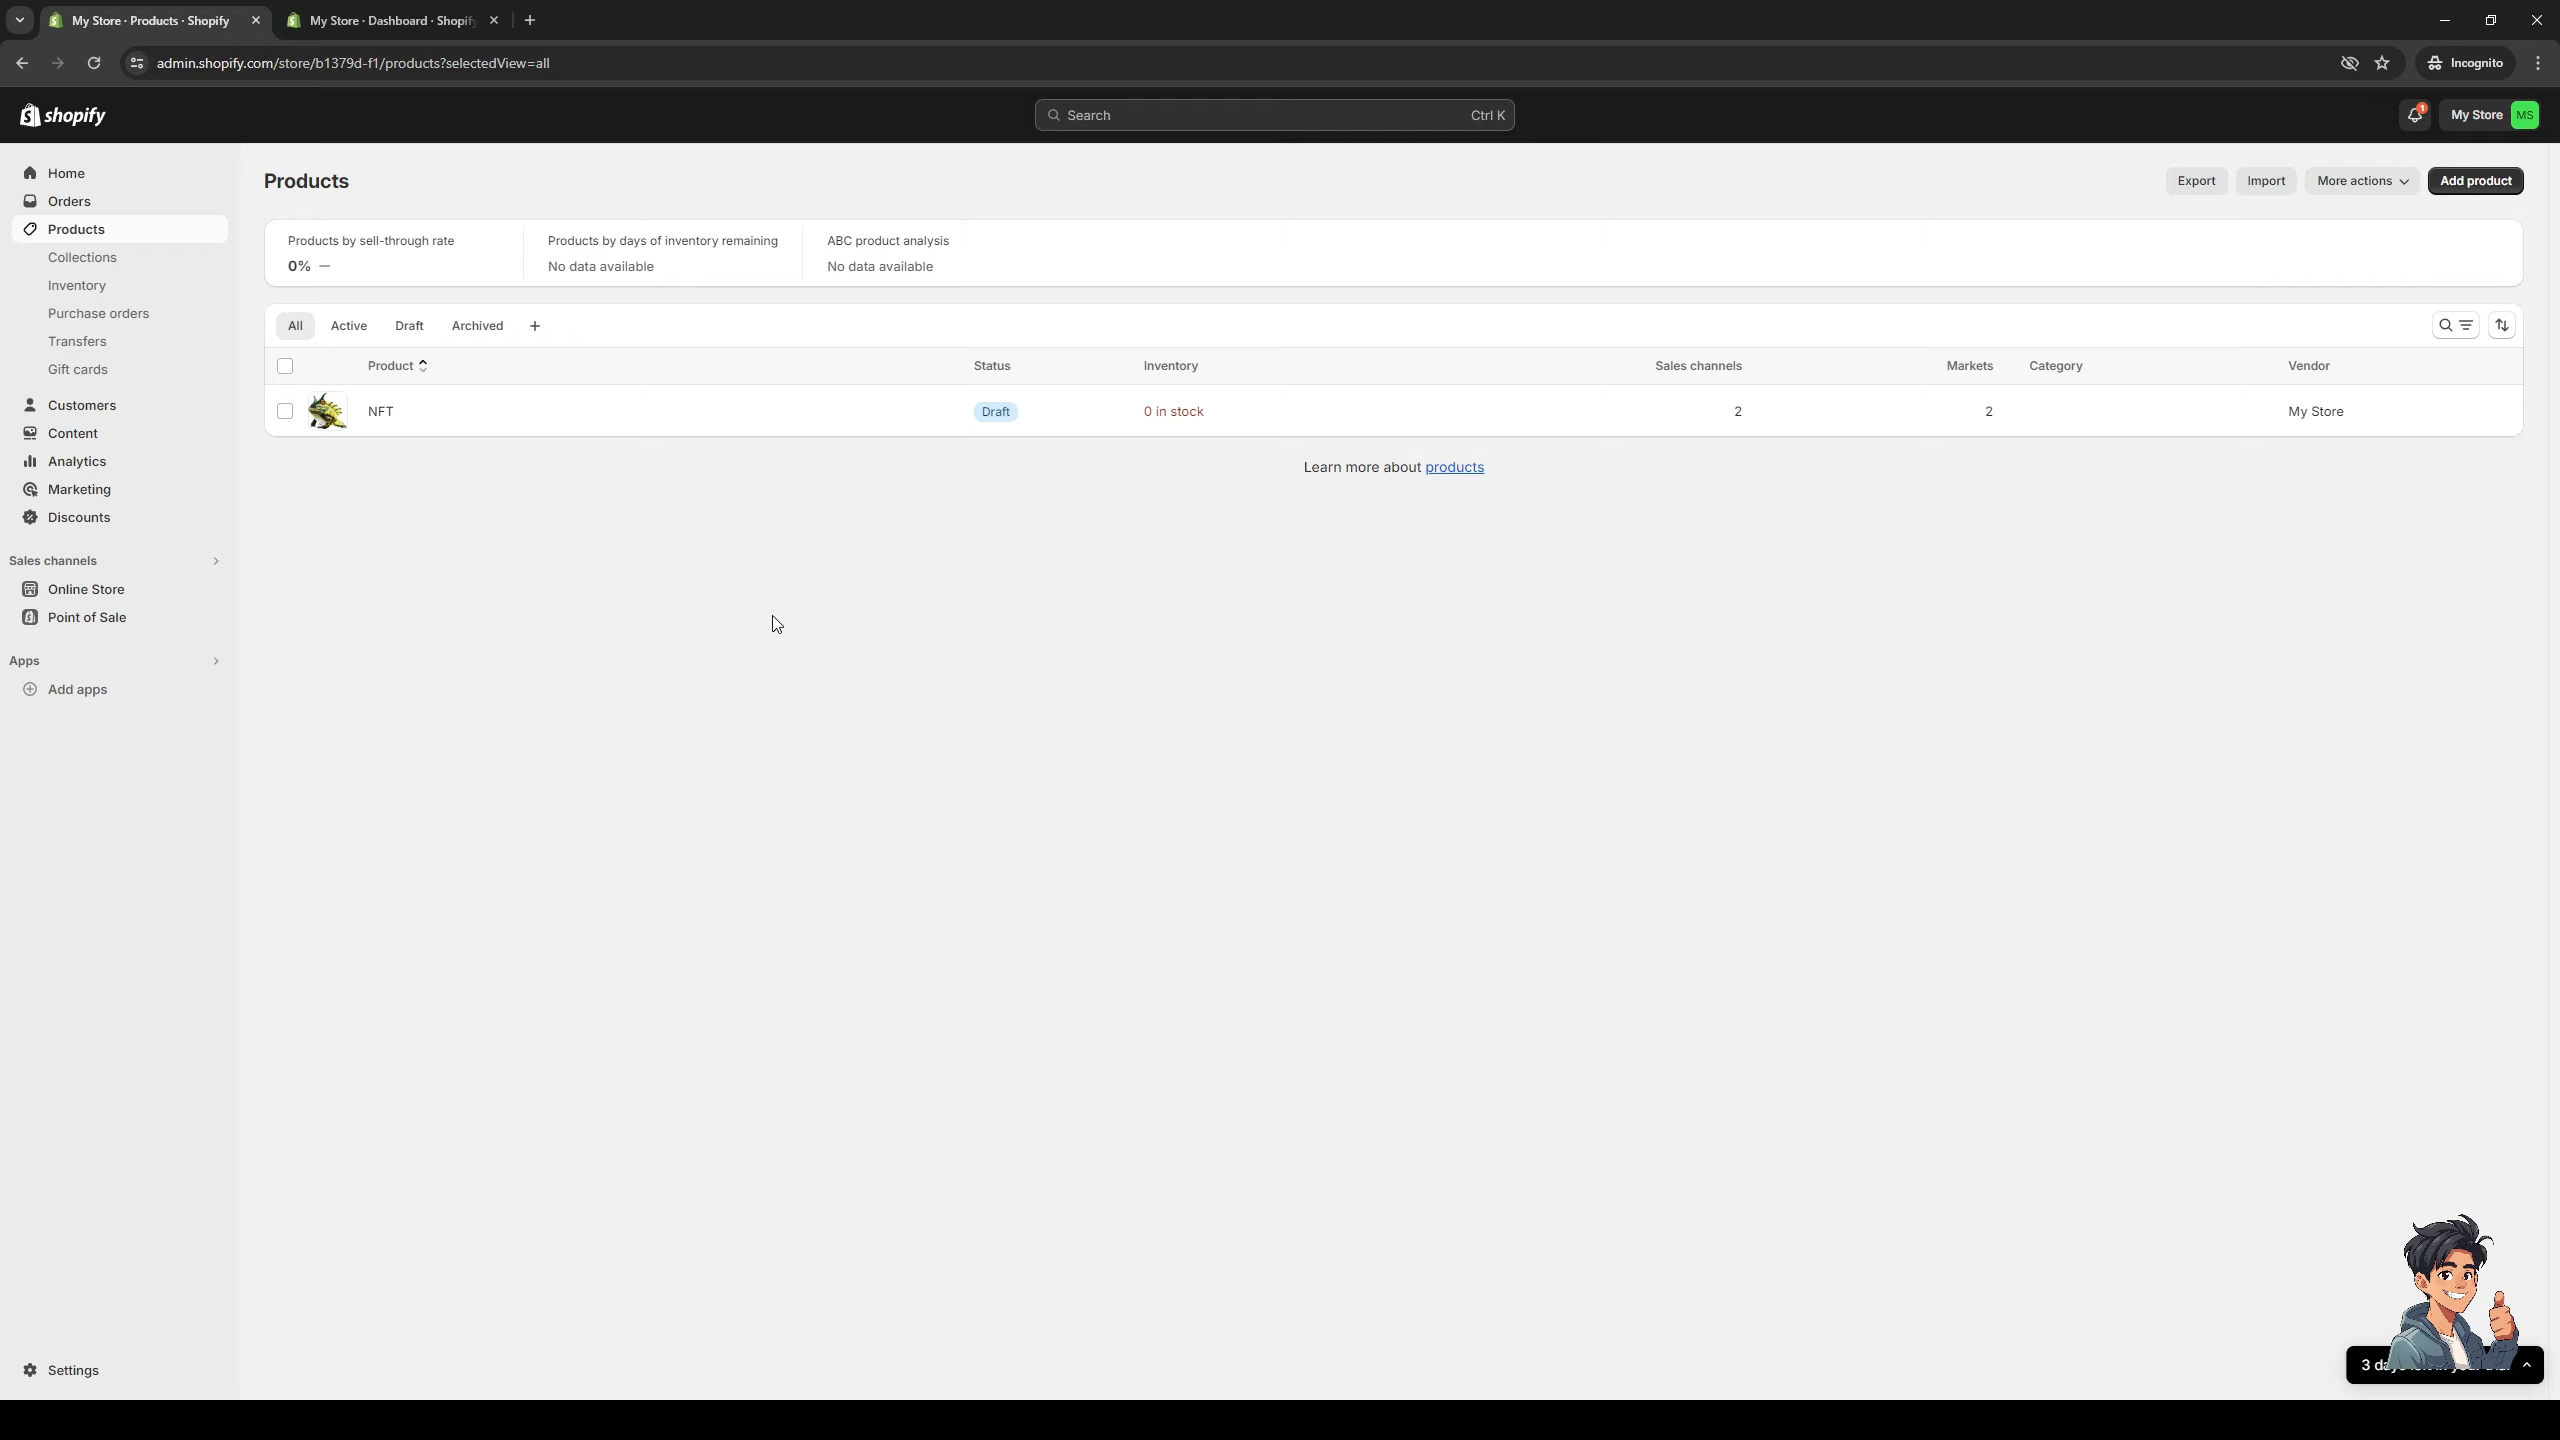 My Store · Products · Shopify
My Store · Dashboard · Shopify
admin.shopify.com/store/b1379d-f1/products?selectedView=all
Incognito
shopify
Search
Ctrl K
1
My Store
MS
Home
Orders
Products
Collections
Inventory
Purchase orders
Transfers
Gift cards
Customers
Content
Analytics
Marketing
Discounts
Sales channels
Online Store
Point of Sale
Apps
Add apps
Settings
Products
Export
Import
More actions
Add product
Products by sell-through rate
0% —
Products by days of inventory remaining
No data available
ABC product analysis
No data available
All
Active
Draft
Archived
+
Product
Status
Inventory
Sales channels
Markets
Category
Vendor
NFT
Draft
0 in stock
2
2
My Store
Learn more about products
3